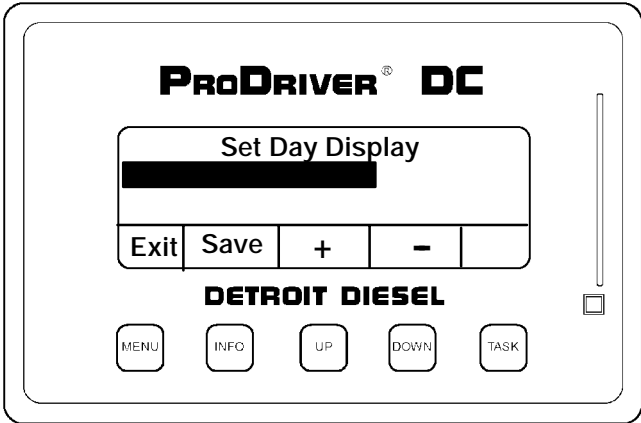 PRODRIVER® DC
Set Day Display
Exit Save + -
DETROIT DIESEL
MENU INFO UP DOWN TASK